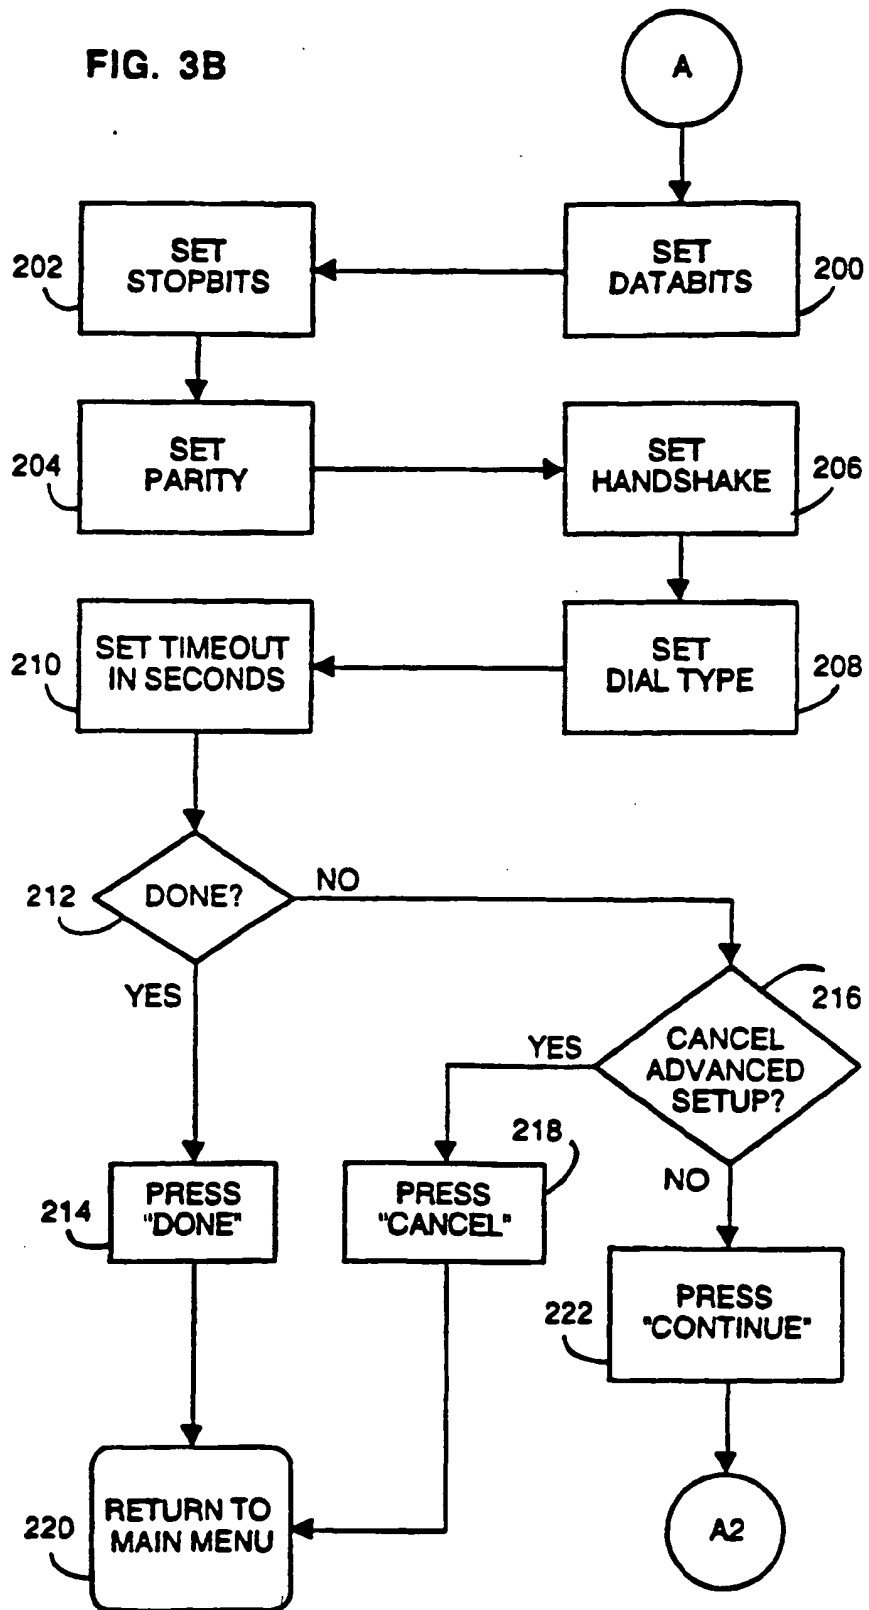 FIG. 3B
A
202
SET
STOPBITS
SET
DATABITS
200
204
SET
PARITY
SET
HANDSHAKE
206
210
SET TIMEOUT
IN SECONDS
SET
DIAL TYPE
208
212
DONE?
NO
YES
216
CANCEL
ADVANCED
SETUP?
YES
NO
218
214
PRESS
"DONE"
PRESS
"CANCEL"
222
PRESS
"CONTINUE"
220
RETURN TO
MAIN MENU
A2